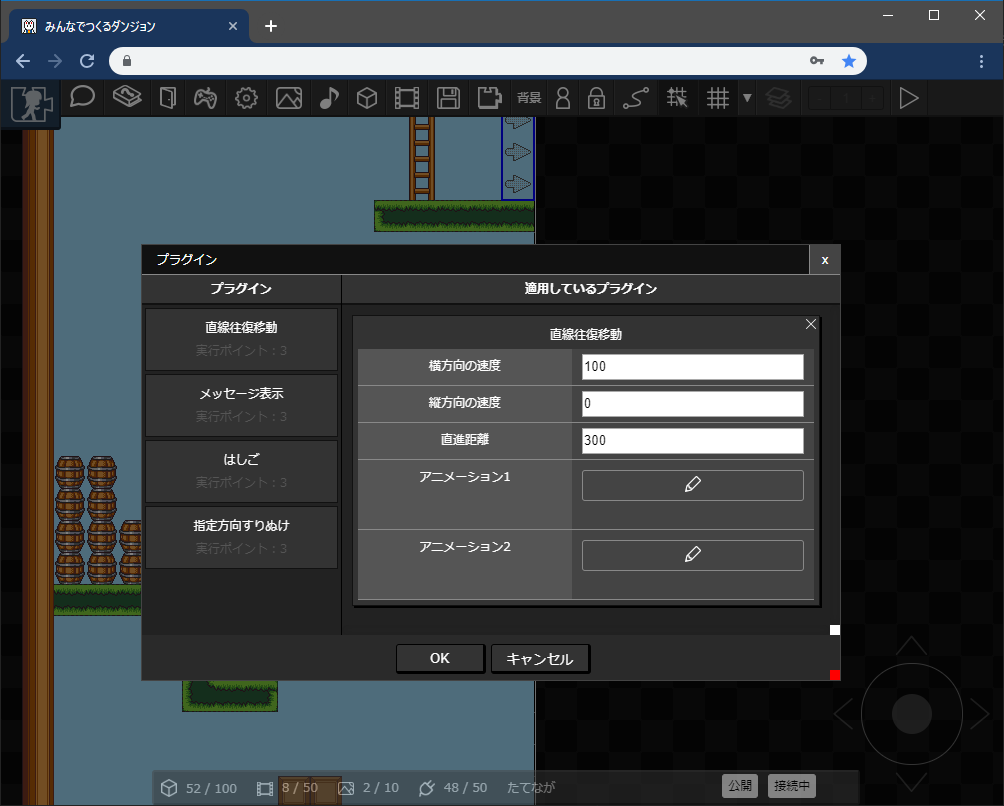 みんなでつくるダンジョン
背景
プラグイン
x
プラグイン
適用しているプラグイン
直線往復移動
実行ポイント：3
メッセージ表示
実行ポイント：3
はしご
実行ポイント：3
指定方向すりぬけ
実行ポイント：3
直線往復移動
横方向の速度
100
縦方向の速度
0
直進距離
300
アニメーション1
アニメーション2
OK
キャンセル
52 / 100
8 / 50
2 / 10
48 / 50
たてなが
公開
接続中